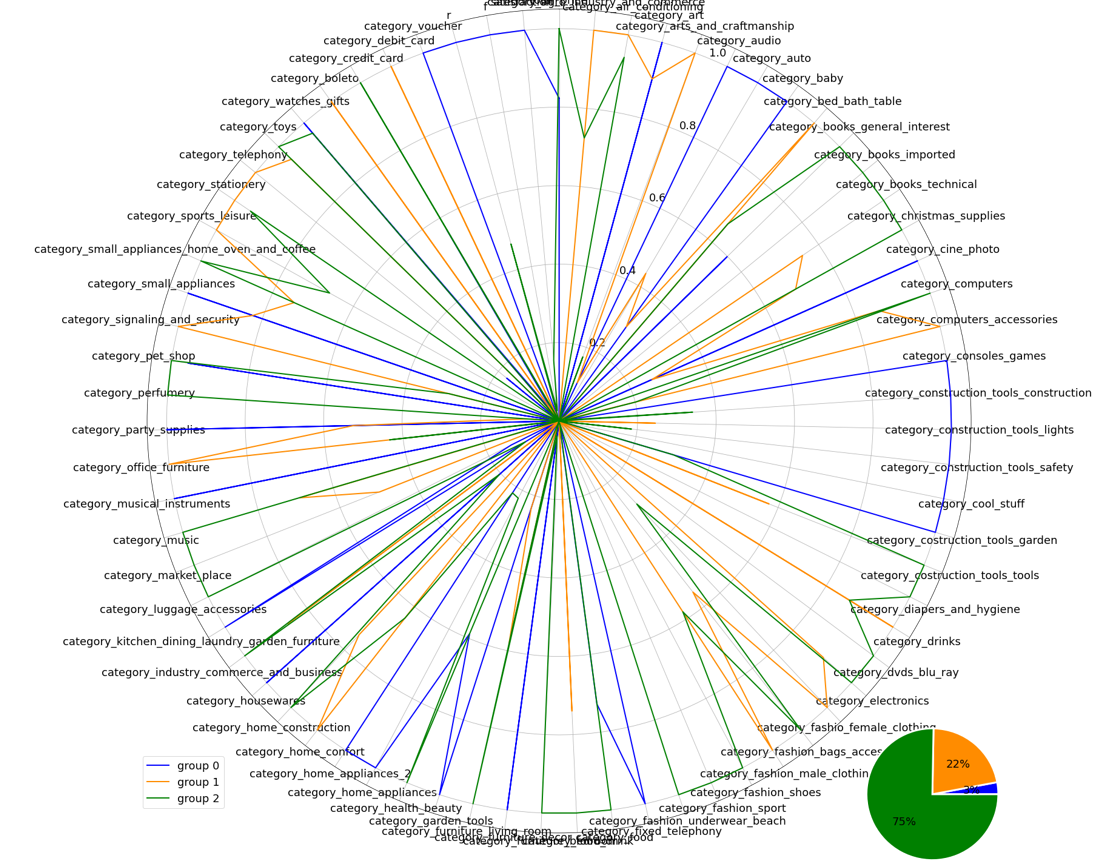 r
category_air_conditioning
category_art
category_arts_and_craftmanship
category_audio
category_auto
category_baby
category_bed_bath_table
category_books_general_interest
category_books_imported
category_books_technical
category_christmas_supplies
category_cine_photo
category_computers
category_computers_accessories
category_consoles_games
category_construction_tools_construction
category_construction_tools_lights
category_construction_tools_safety
category_cool_stuff
category_costruction_tools_garden
category_costruction_tools_tools
category_diapers_and_hygiene
category_drinks
category_dvds_blu_ray
category_electronics
category_fashio_female_clothing
category_fashion_bags_acces
category_fashion_male_clothin
category_fashion_shoes
category_fashion_sport
category_fashion_underwear_beach
category_fixed_telephony
category_furniture_living_room
category_garden_tools
category_health_beauty
category_home_appliances
category_home_appliances_2
category_home_confort
category_home_construction
category_housewares
category_industry_commerce_and_business
category_kitchen_dining_laundry_garden_furniture
category_luggage_accessories
category_market_place
category_music
category_musical_instruments
category_office_furniture
category_party_supplies
category_perfumery
category_pet_shop
category_signaling_and_security
category_small_appliances
category_small_appliances_home_oven_and_coffee
category_sports_leisure
category_stationery
category_telephony
category_toys
category_watches_gifts
category_boleto
category_credit_card
category_debit_card
category_voucher
1.0
0.8
0.6
0.4
0.2
group 0
group 1
group 2
22%
3%
75%